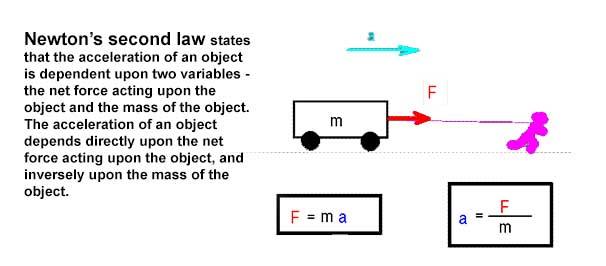 Newton's second law states
that the acceleration of an object
is dependent upon two variables -
the net force acting upon the
object and the mass of the object.
The acceleration of an object
depends directly upon the net
force acting upon the object, and
inversely upon the mass of the
object.
a
F
m
F = m a
a = F
m